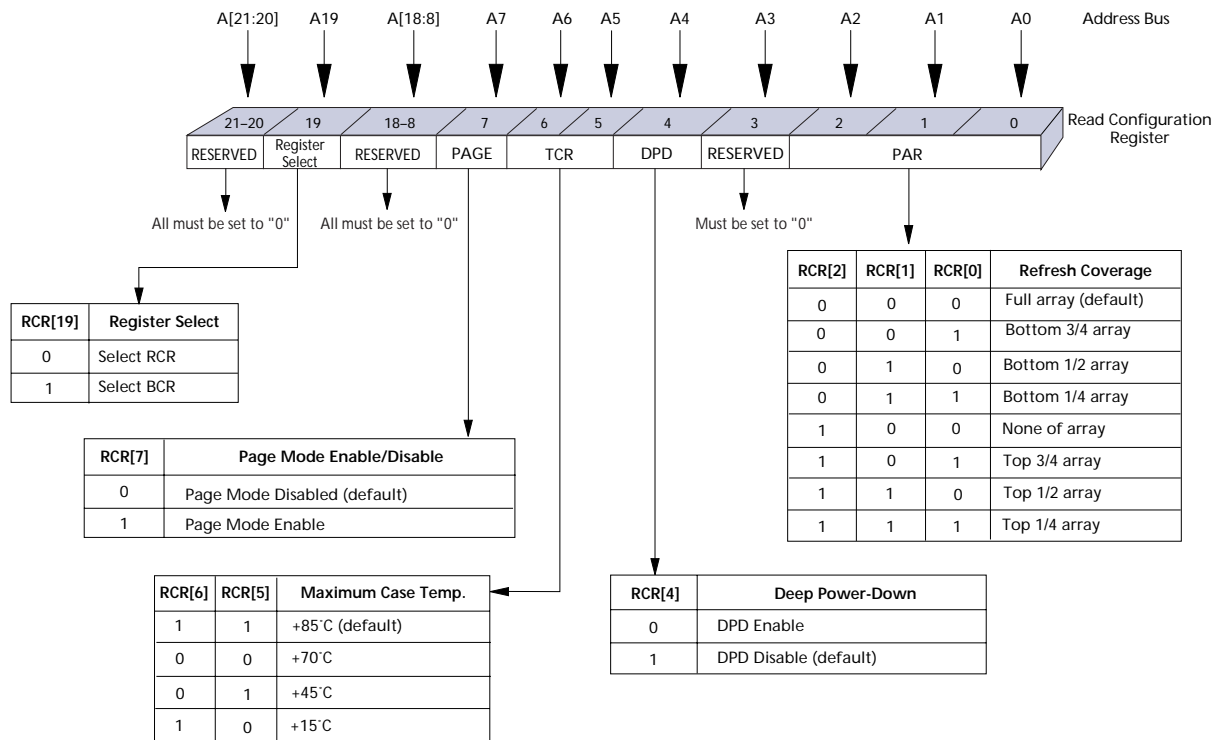 A[21:20] A19 A[18:8] A7 A6 A5 A4 A3 A2 A1 A0 Address Bus
21–20 19 18–8 7 6 5 4 3 2 1 0
Read Configuration
Register
RESERVED Register Select RESERVED PAGE TCR DPD RESERVED PAR
All must be set to "0" All must be set to "0" Must be set to "0"
RCR[19] Register Select
0 Select RCR
1 Select BCR
RCR[2] RCR[1] RCR[0] Refresh Coverage
0 0 0 Full array (default)
0 0 1 Bottom 3/4 array
0 1 0 Bottom 1/2 array
0 1 1 Bottom 1/4 array
1 0 0 None of array
1 0 1 Top 3/4 array
1 1 0 Top 1/2 array
1 1 1 Top 1/4 array
RCR[7] Page Mode Enable/Disable
0 Page Mode Disabled (default)
1 Page Mode Enable
RCR[6] RCR[5] Maximum Case Temp.
1 1 +85°C (default)
0 0 +70°C
0 1 +45°C
1 0 +15°C
RCR[4] Deep Power-Down
0 DPD Enable
1 DPD Disable (default)